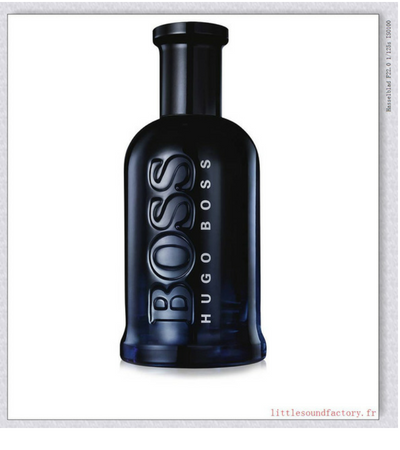 Hasselblad F22.0 1/125s ISO100
BOSS
HUGO BOSS
littlesoundfactory.fr